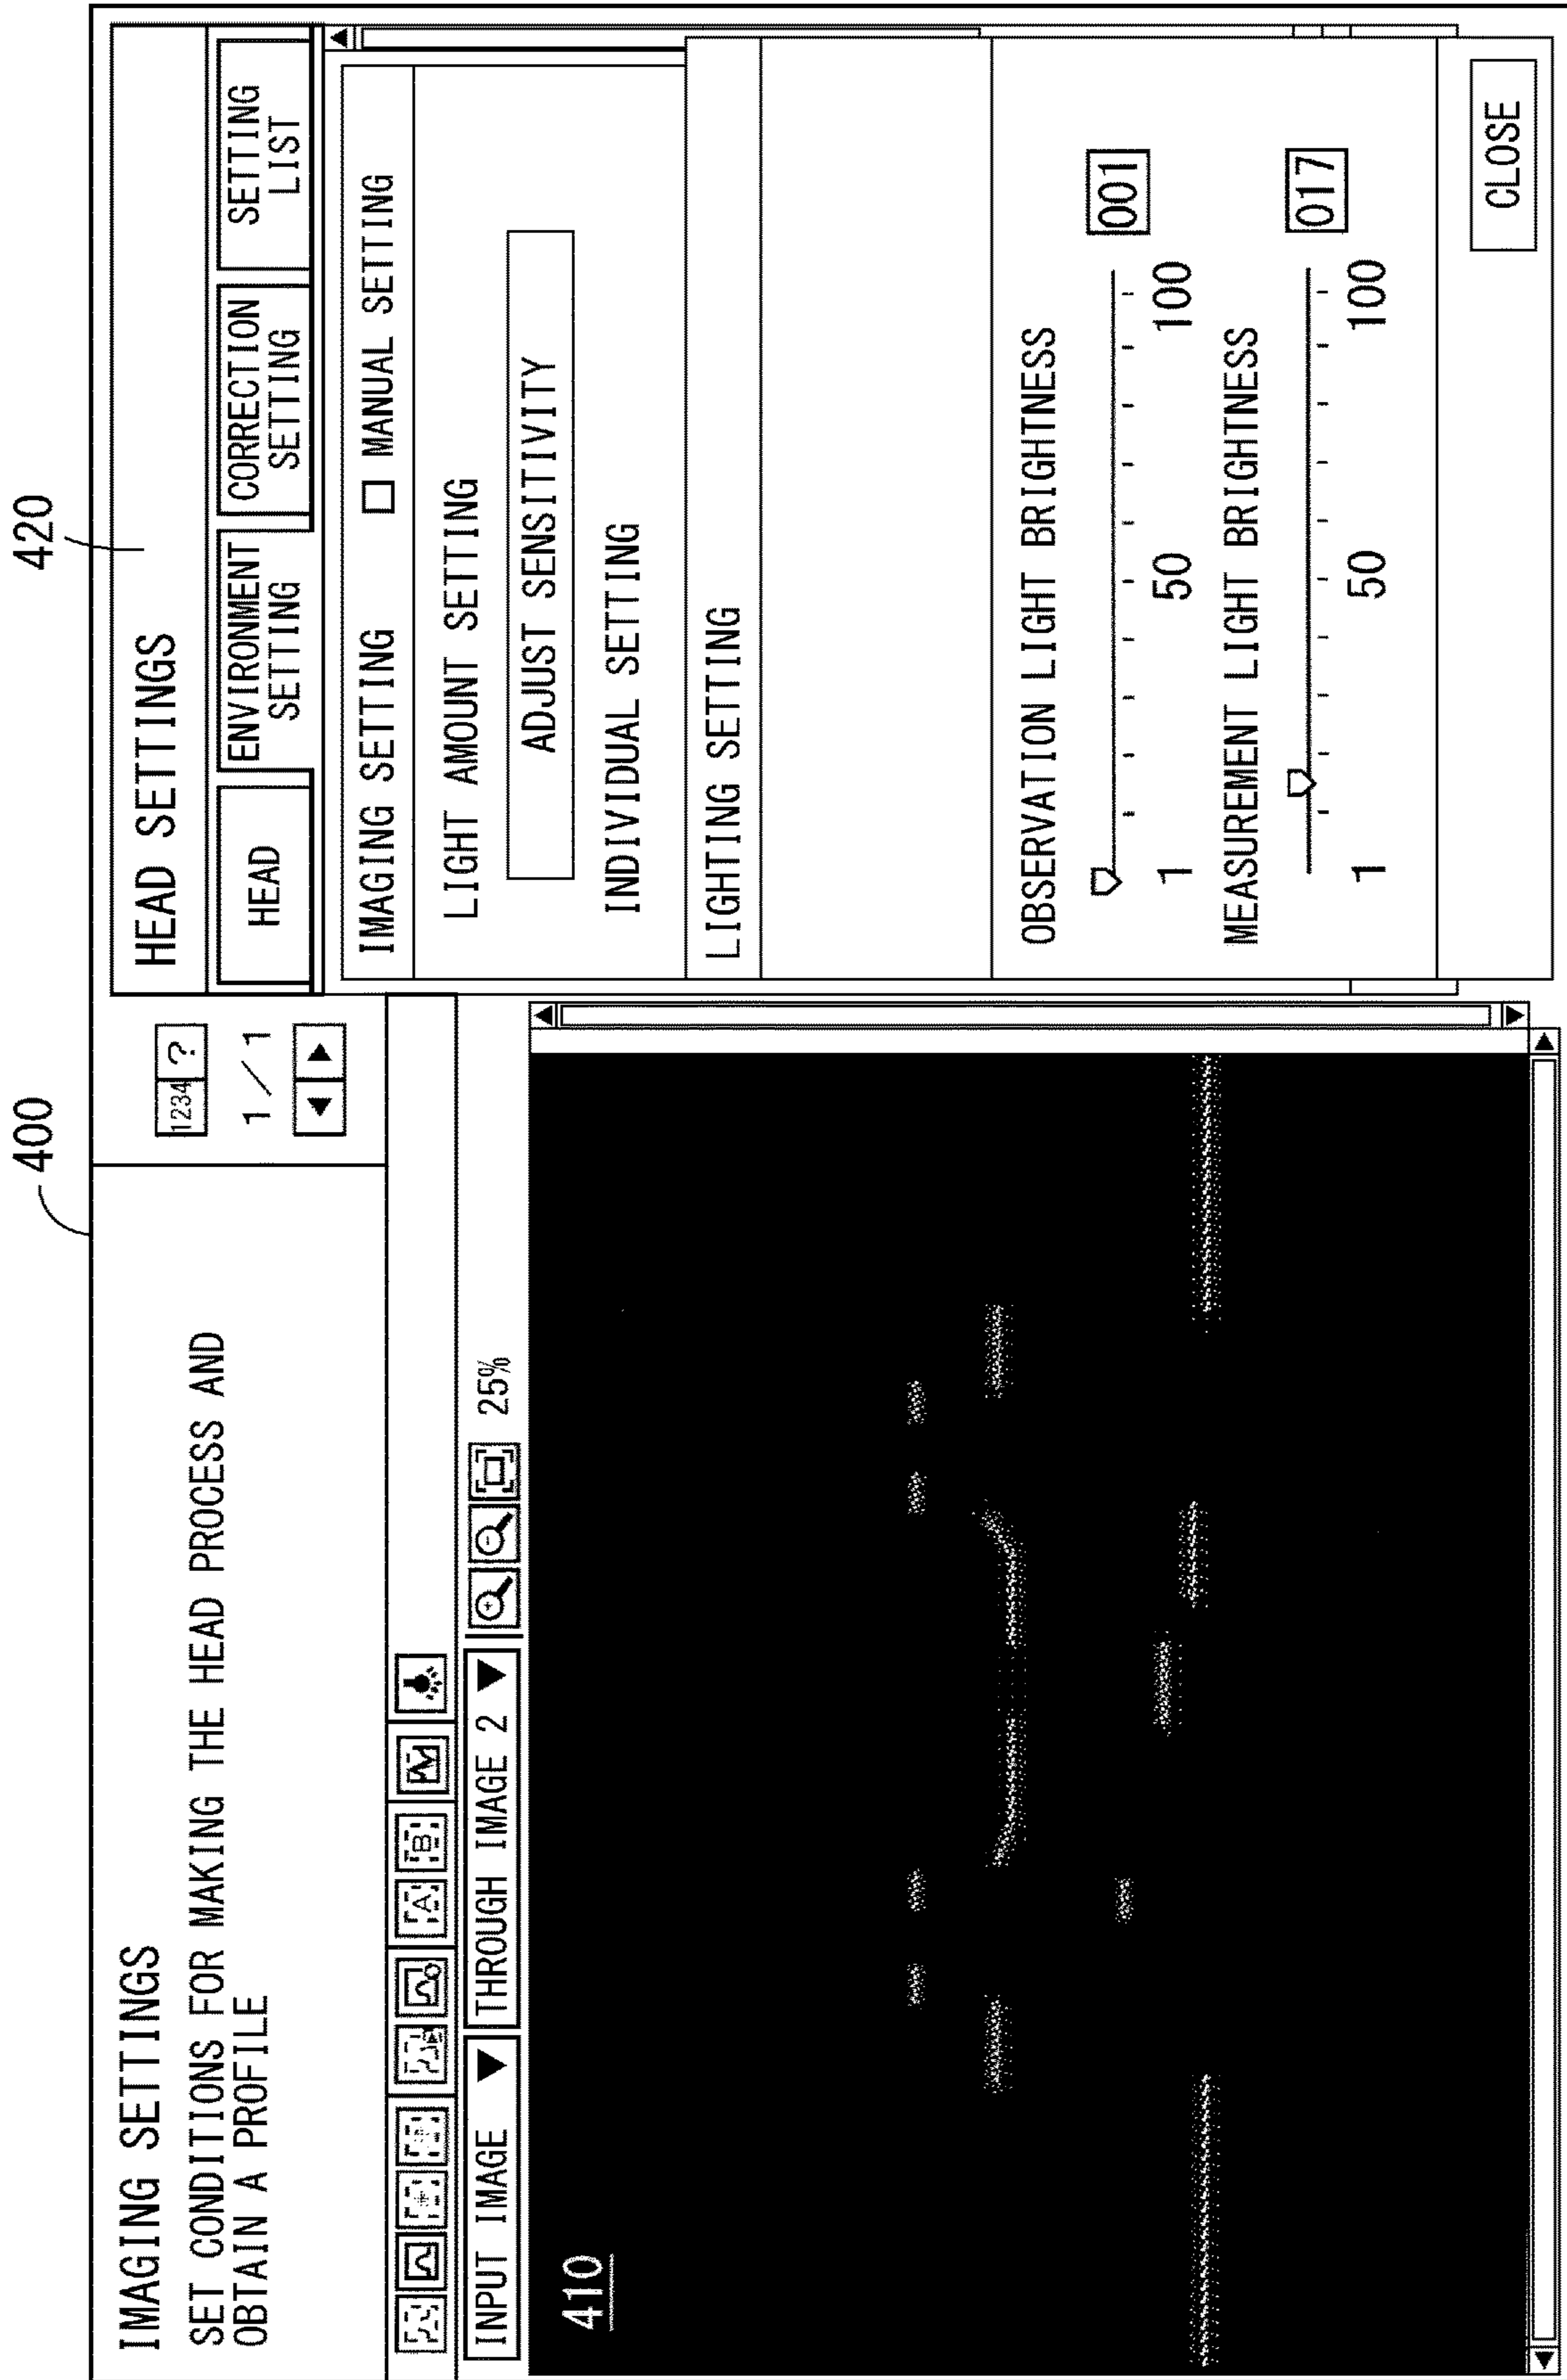 400
420
IMAGING SETTINGS
SET CONDITIONS FOR MAKING THE HEAD PROCESS AND
OBTAIN A PROFILE
1234 ?
1/1
A B
INPUT IMAGE ▼ THROUGH IMAGE 2 ▼ 25%
410
HEAD SETTINGS
HEAD
ENVIRONMENT
SETTING
CORRECTION
SETTING
SETTING
LIST
IMAGING SETTING □ MANUAL SETTING
LIGHT AMOUNT SETTING
ADJUST SENSITIVITY
INDIVIDUAL SETTING
LIGHTING SETTING
OBSERVATION LIGHT BRIGHTNESS
001
1 50 100
MEASUREMENT LIGHT BRIGHTNESS
017
1 50 100
CLOSE